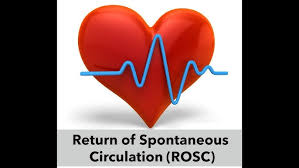 Return of Spontaneous
Circulation (ROSC)